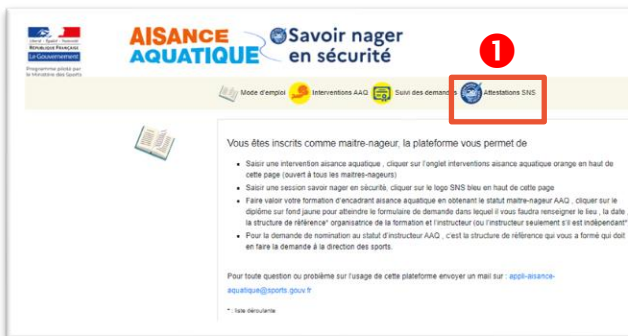 Liberté • Égalité • Fraternité
RÉPUBLIQUE FRANÇAISE
Le Gouvernement
Programme piloté par
le Ministère des Sports
AISANCE
AQUATIQUE
Savoir nager
en sécurité
1
Mode d'emploi
Interventions AAQ
Suivi des demandes
Attestations SNS
Vous êtes inscrits comme maitre-nageur, la plateforme vous permet de
• Saisir une intervention aisance aquatique , cliquer sur l'onglet interventions aisance aquatique orange en haut de
cette page (ouvert à tous les maitres-nageurs)
• Saisir une session savoir nager en sécurité, cliquer sur le logo SNS bleu en haut de cette page
• Faire valoir votre formation d'encadrant aisance aquatique en obtenant le statut maitre-nageur AAQ , cliquer sur le
diplôme sur fond jaune pour atteindre le formulaire de demande dans lequel il vous faudra renseigner le lieu , la date ,
la structure de référence* organisatrice de la formation et l'instructeur (ou l'instructeur seulement s'il est indépendant*
• Pour la demande de nomination au statut d'instructeur AAQ , c'est la structure de référence qui vous a formé qui doit
en faire la demande à la direction des sports.
Pour toute question ou problème sur l'usage de cette plateforme envoyer un mail sur : appli-aisance-
aquatique@sports.gouv.fr
* : liste déroulante